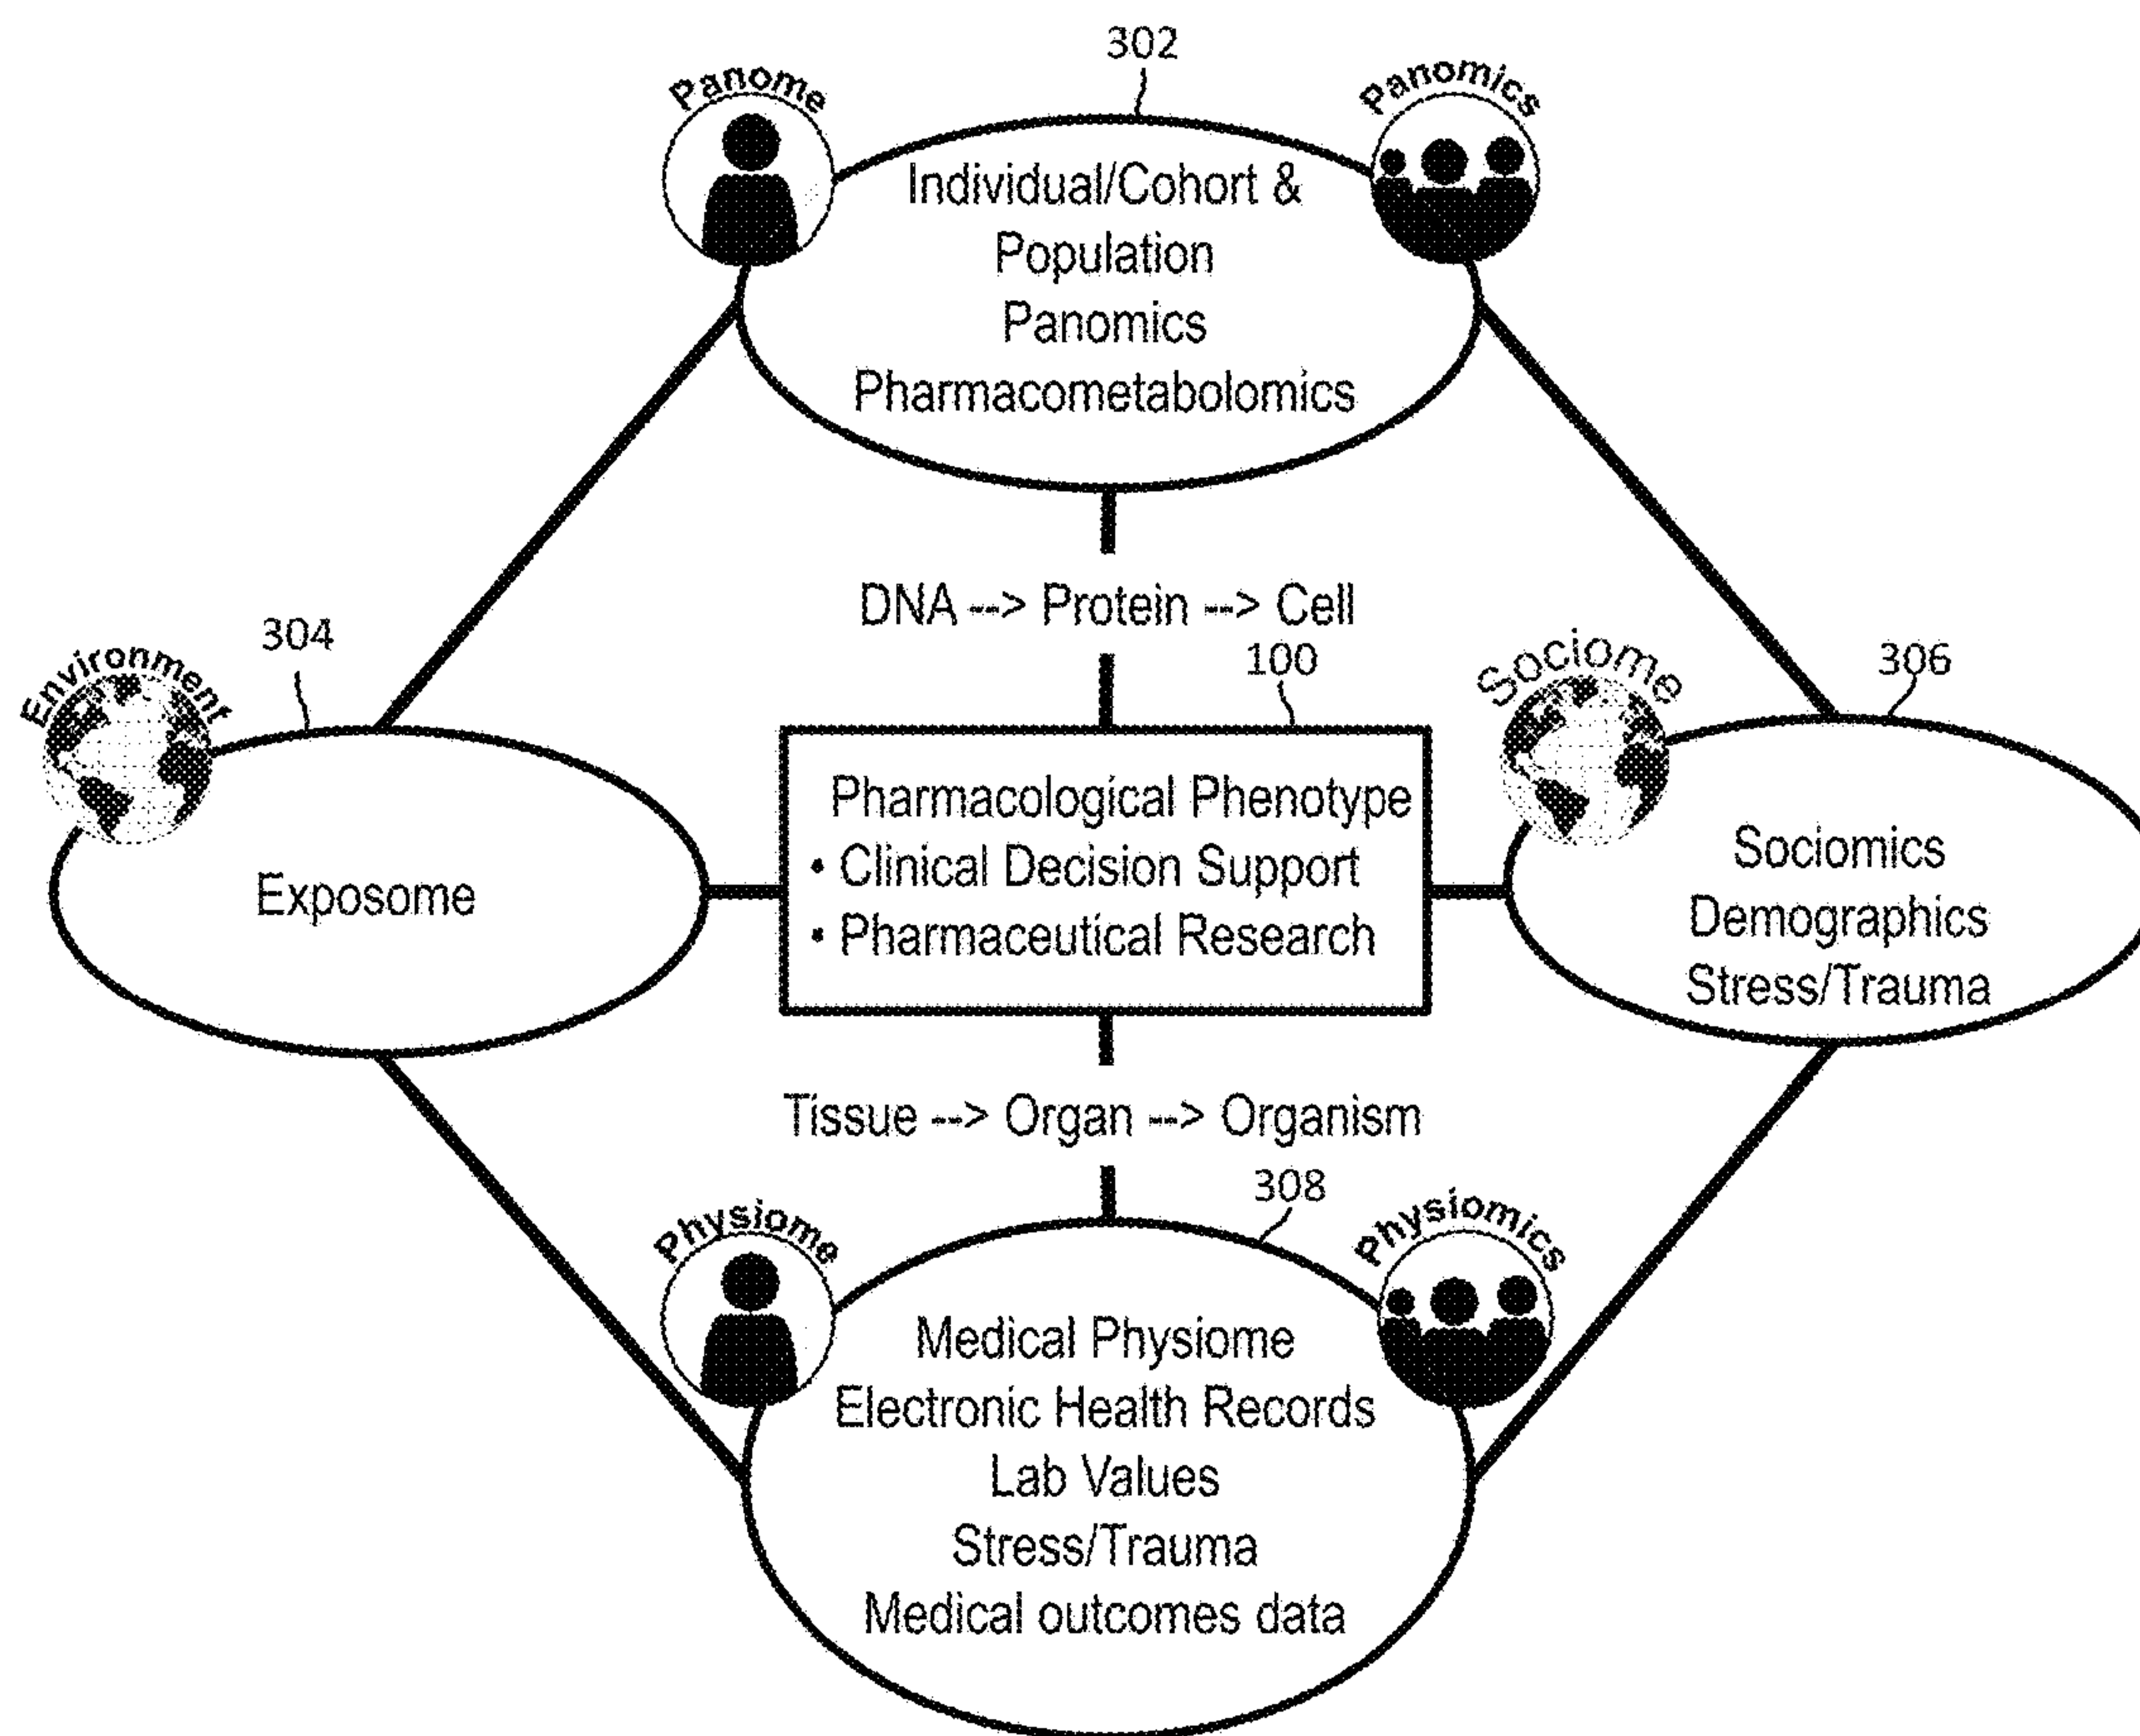 302
Panome
Panomics
Individual/Cohort &
Population
Panomics
Pharmacometabolomics
DNA --> Protein --> Cell
304
Environment
Exposome
100
Pharmacological Phenotype
• Clinical Decision Support
• Pharmaceutical Research
306
Sociome
Sociomics
Demographics
Stress/Trauma
Tissue --> Organ --> Organism
308
Physiome
Physiomics
Medical Physiome
Electronic Health Records
Lab Values
Stress/Trauma
Medical outcomes data